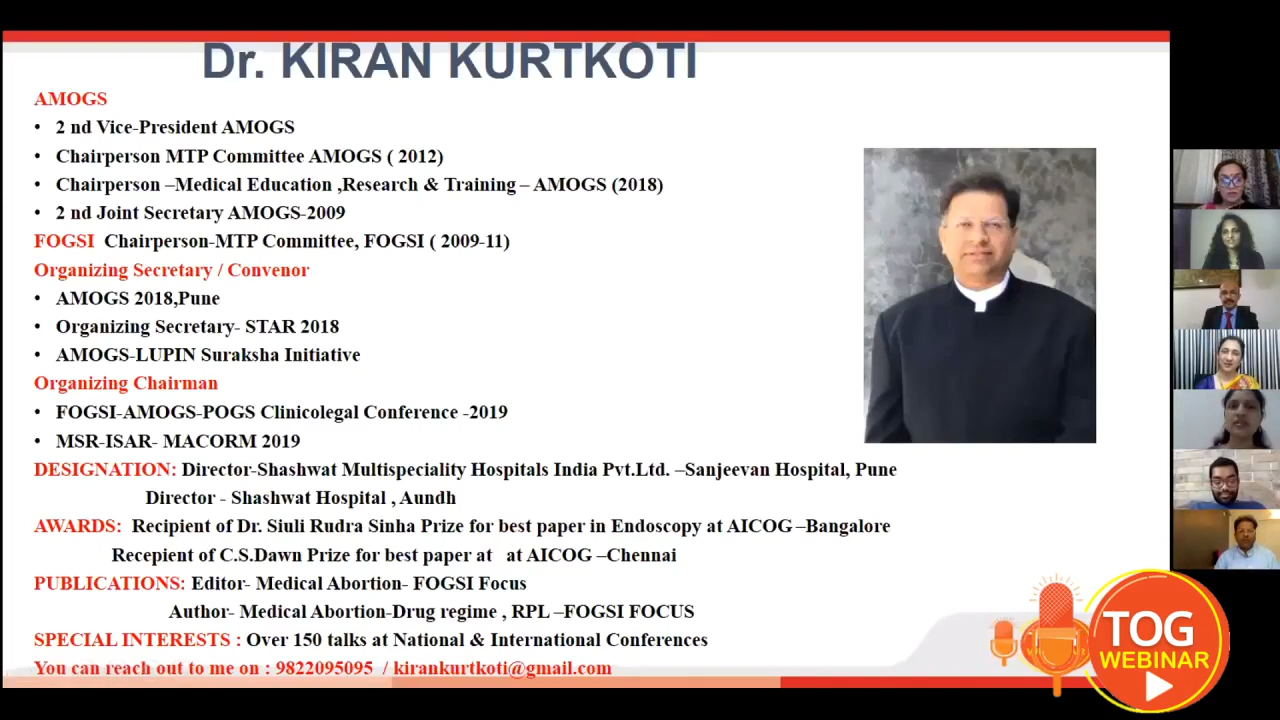 Dr. KIRAN KURTKOTI
AMOGS
• 2 nd Vice-President AMOGS
• Chairperson MTP Committee AMOGS ( 2012)
• Chairperson –Medical Education ,Research & Training – AMOGS (2018)
• 2 nd Joint Secretary AMOGS-2009
FOGSI Chairperson-MTP Committee, FOGSI ( 2009-11)
Organizing Secretary / Convenor
• AMOGS 2018,Pune
• Organizing Secretary- STAR 2018
• AMOGS-LUPIN Suraksha Initiative
Organizing Chairman
• FOGSI-AMOGS-POGS Clinicolegal Conference -2019
• MSR-ISAR- MACORM 2019
DESIGNATION: Director-Shashwat Multispeciality Hospitals India Pvt.Ltd. –Sanjeevan Hospital, Pune
Director - Shashwat Hospital , Aundh
AWARDS: Recipient of Dr. Siuli Rudra Sinha Prize for best paper in Endoscopy at AICOG –Bangalore
Recepient of C.S.Dawn Prize for best paper at at AICOG –Chennai
PUBLICATIONS: Editor- Medical Abortion- FOGSI Focus
Author- Medical Abortion-Drug regime , RPL –FOGSI FOCUS
SPECIAL INTERESTS : Over 150 talks at National & International Conferences
You can reach out to me on : 9822095095 / kirankurtkoti@gmail.com
TOG
WEBINAR